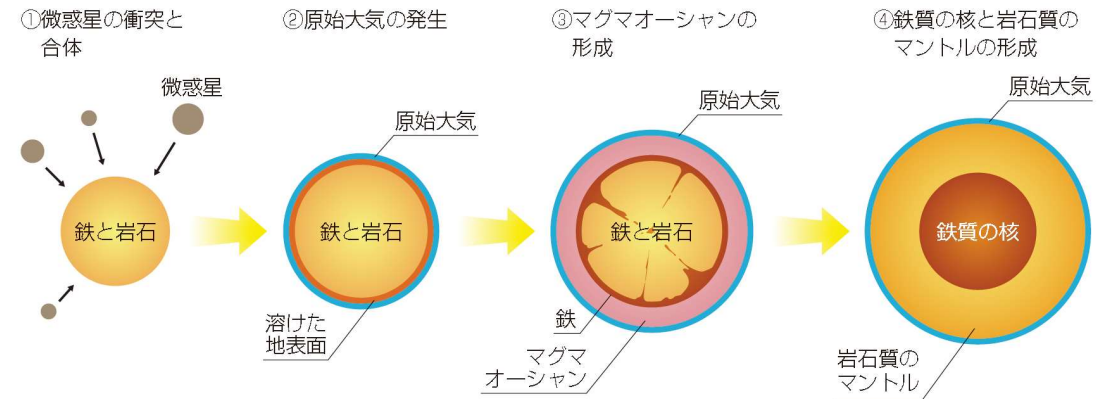 ①微惑星の衝突と
合体
微惑星
鉄と岩石
②原始大気の発生
原始大気
鉄と岩石
溶けた
地表面
③マグマオーシャンの
形成
原始大気
鉄と岩石
鉄
マグマ
オーシャン
④鉄質の核と岩石質の
マントルの形成
原始大気
鉄質の核
岩石質の
マントル